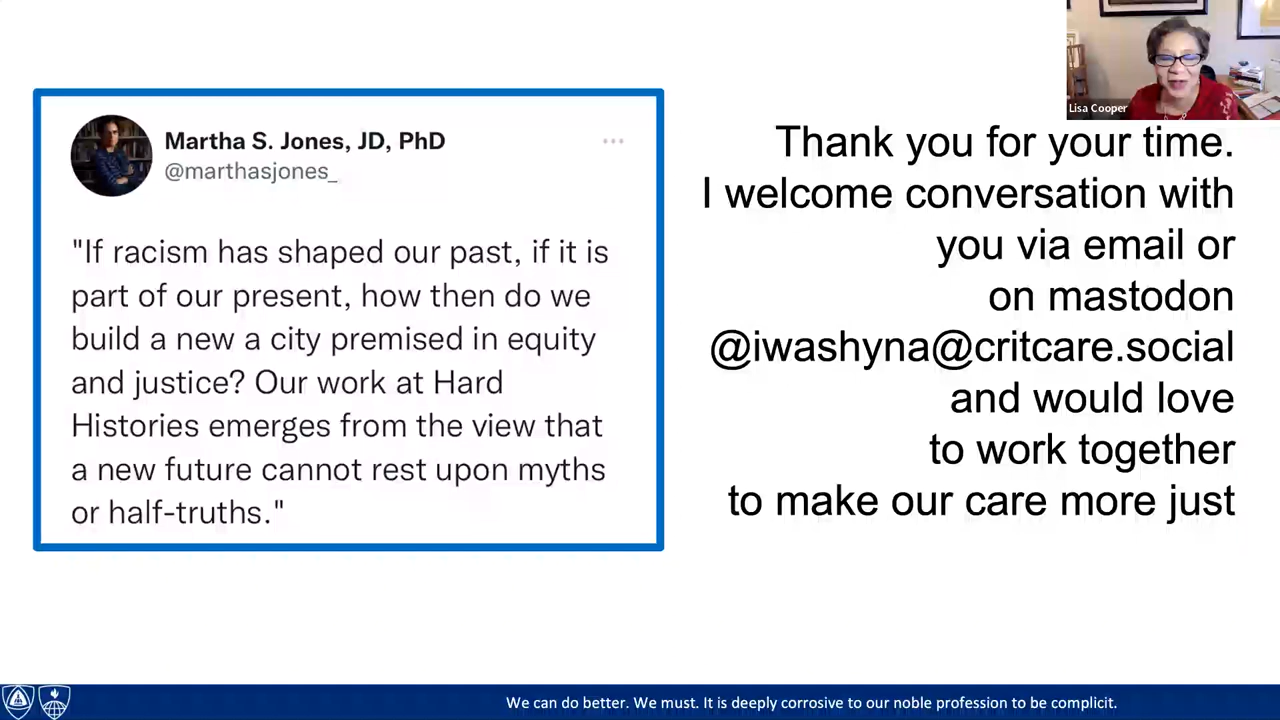 Lisa Cooper
Martha S. Jones, JD, PhD
@marthasjones_
"If racism has shaped our past, if it is
part of our present, how then do we
build a new a city premised in equity
and justice? Our work at Hard
Histories emerges from the view that
a new future cannot rest upon myths
or half-truths."
Thank you for your time.
I welcome conversation with
you via email or
on mastodon
@iwashyna@critcare.social
and would love
to work together
to make our care more just
We can do better. We must. It is deeply corrosive to our noble profession to be complicit.